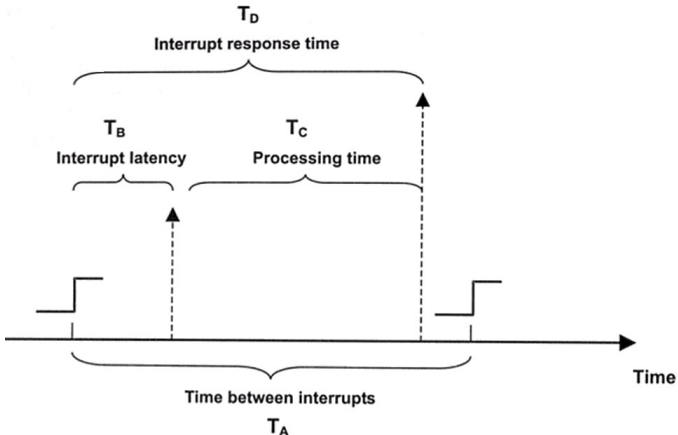 T_D
Interrupt response time
T_B
T_C
Interrupt latency
Processing time
Time
Time between interrupts
T_A